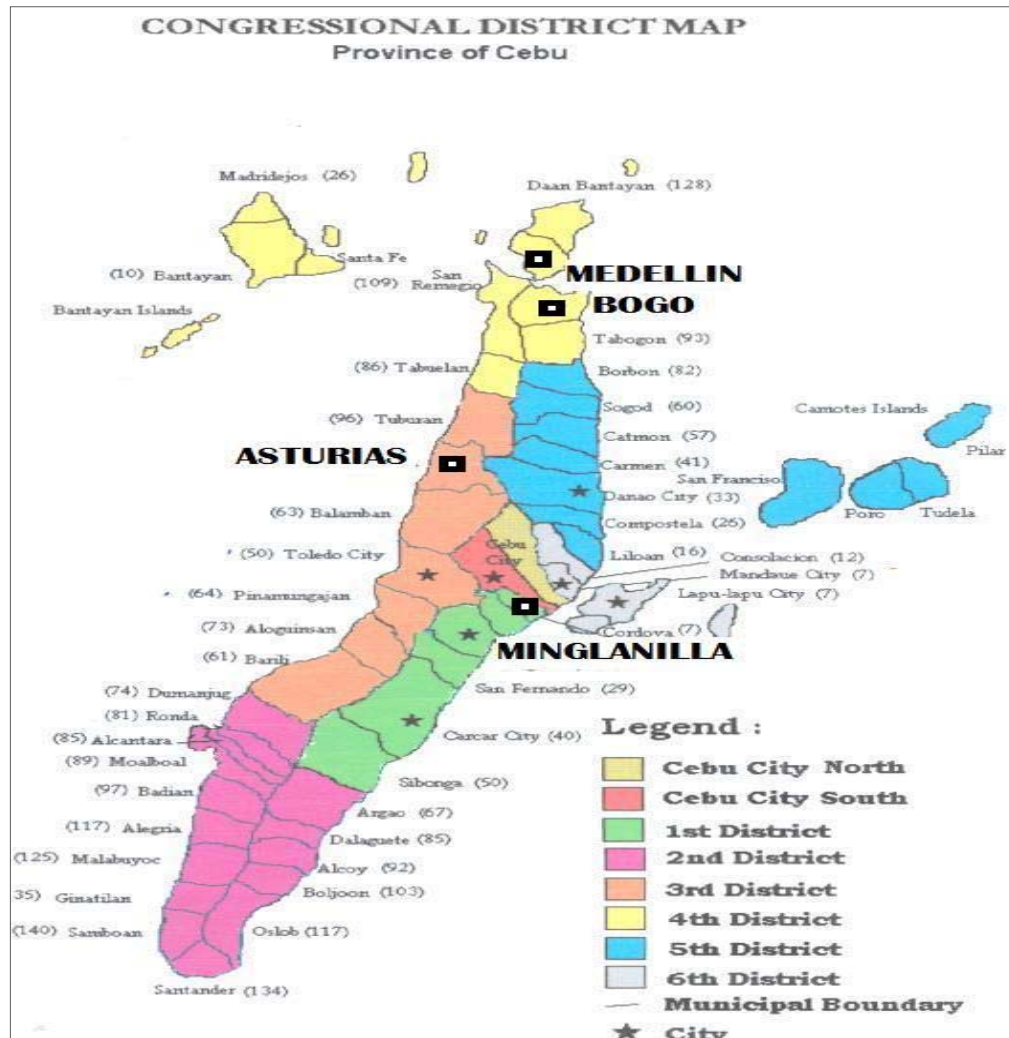 CONGRESSIONAL DISTRICT MAP
Province of Cebu
Madridejos (26)
Daan Bantayan (128)
Santa Fe
(10) Bantayan
San
(109) Remegio
MEDELLIN
BOGO
Bantayan Islands
Tabogon (93)
(86) Tabuelan
Borbon (82)
(96) Tuburan
Sogod (60)
Camotes Islands
Catmon (57)
ASTURIAS
Carmen (41)
Pilar
San Franciso
Danao City (33)
(63) Balamban
Poro
Tudela
Compostela (26)
Cebu
City
(50) Toledo City
Liloan (16)
Consolacion (12)
Mandaue City (7)
(64) Pinamungajan
Lapu-lapu City (7)
(73) Aloguinsan
Cordova (7)
MINGLANILLA
(61) Barili
San Fernando (29)
(74) Dumanjug
(81) Ronda
Carcar City (40)
(85) Alcantara
(89) Moalboal
Sibonga (50)
(97) Badian
Argao (67)
(117) Alegria
Dalaguete (85)
(125) Malabuyoc
Alcoy (92)
35) Ginatilan
Boljoon (103)
(140) Samboan
Oslob (117)
Santander (134)
Legend :
Cebu City North
Cebu City South
1st District
2nd District
3rd District
4th District
5th District
6th District
Municipal Boundary
City